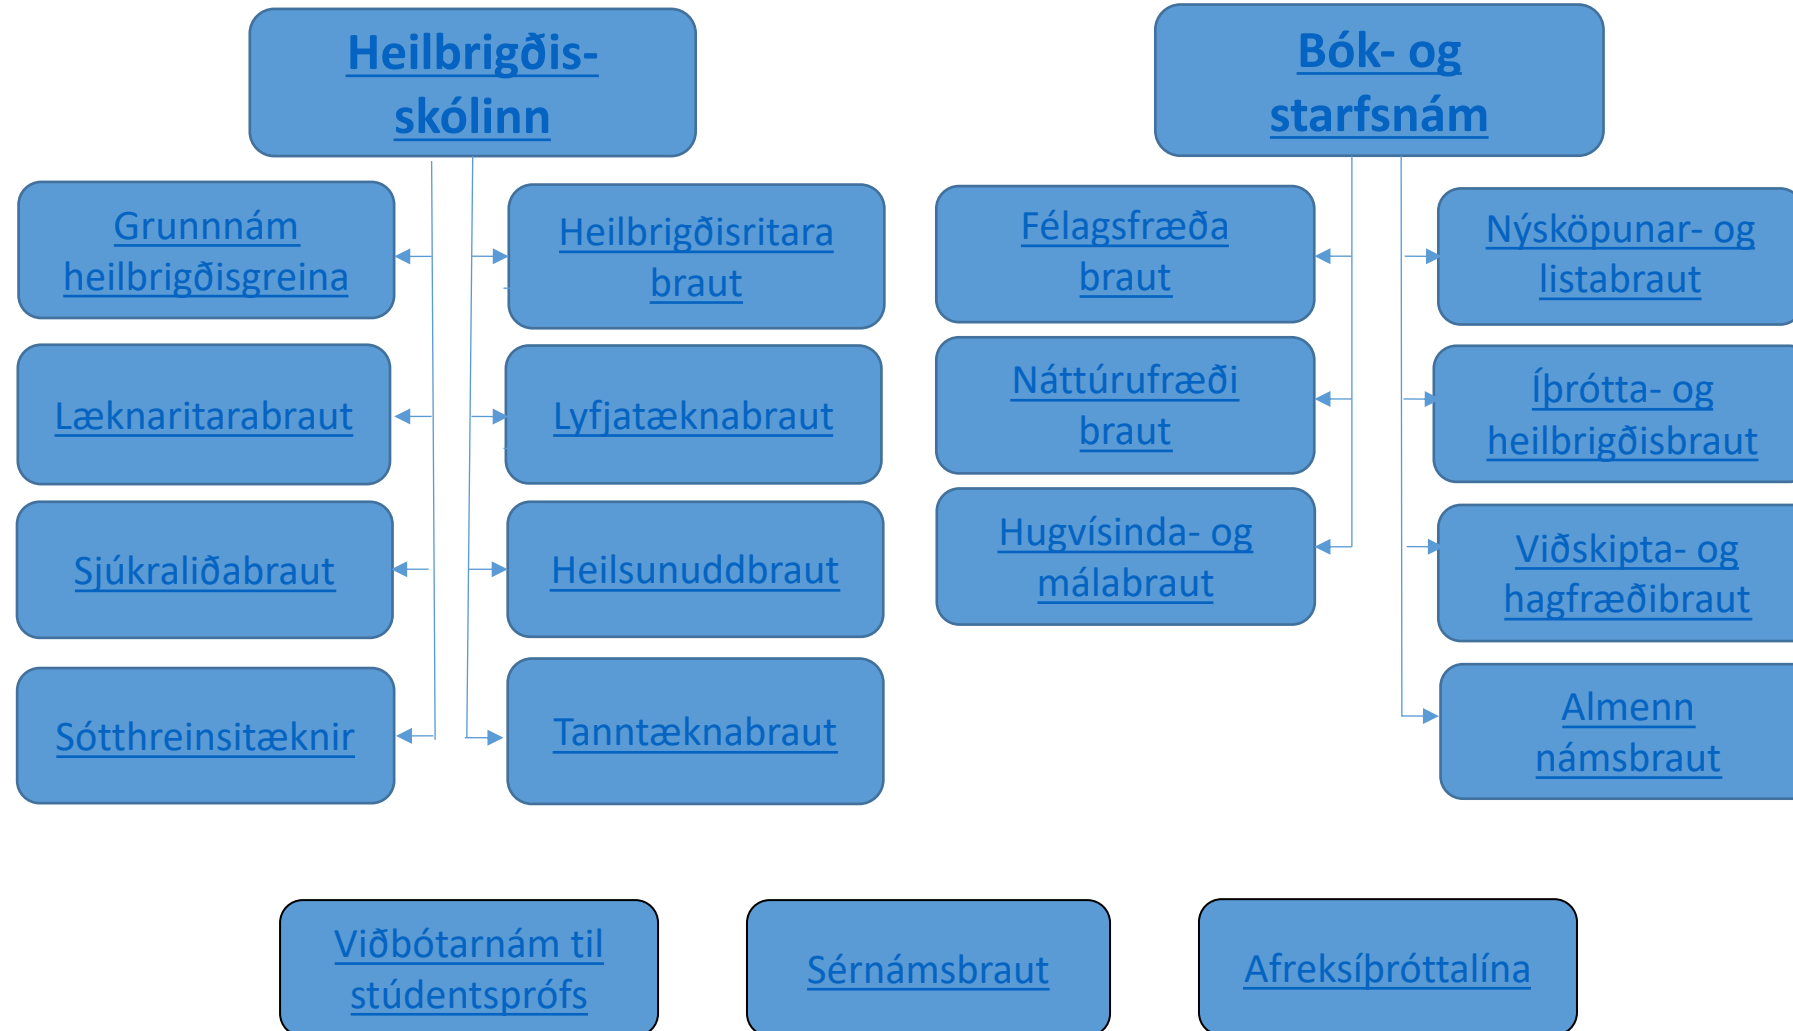 Heilbrigðis-
skólinn
Grunnnám
heilbrigðisgreina
Heilbrigðisritara
braut
Læknaritarabraut
Lyfjatæknabraut
Sjúkraliðabraut
Heilsunuddbraut
Sótthreinsitæknir
Tanntæknabraut
Bók- og
starfsnám
Félagsfræða
braut
Nýsköpunar- og
listabraut
Náttúrufræði
braut
Íþrótta- og
heilbrigðisbraut
Hugvísinda- og
málabraut
Viðskipta- og
hagfræðibraut
Almenn
námsbraut
Viðbótarnám til
stúdentsprófs
Sérnámsbraut
Afreksíþróttalína